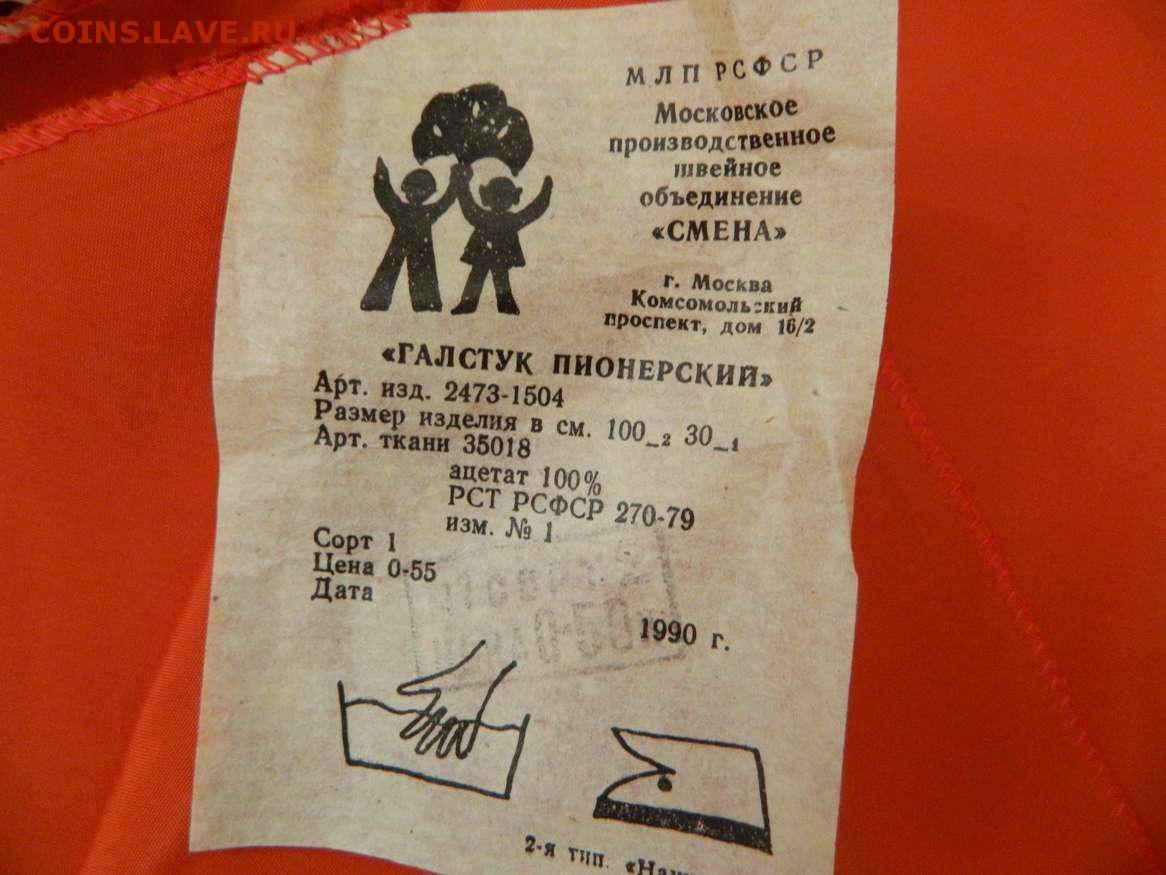 COINS.LAVE.RU
МЛП РСФСР
Московское
производственное
швейное
объединение
«СМЕНА»
г. Москва
Комсомольский
проспект, дом 16/2
«ГАЛСТУК ПИОНЕРСКИЙ»
Арт. изд. 2473-1504
Размер изделия в см. 100_2 30_1
Арт. ткани 35018
ацетат 100%
РСТ РСФСР 270-79
изм. № 1
Сорт 1
Цена 0-55
Дата
1990 г.
2-я тип.